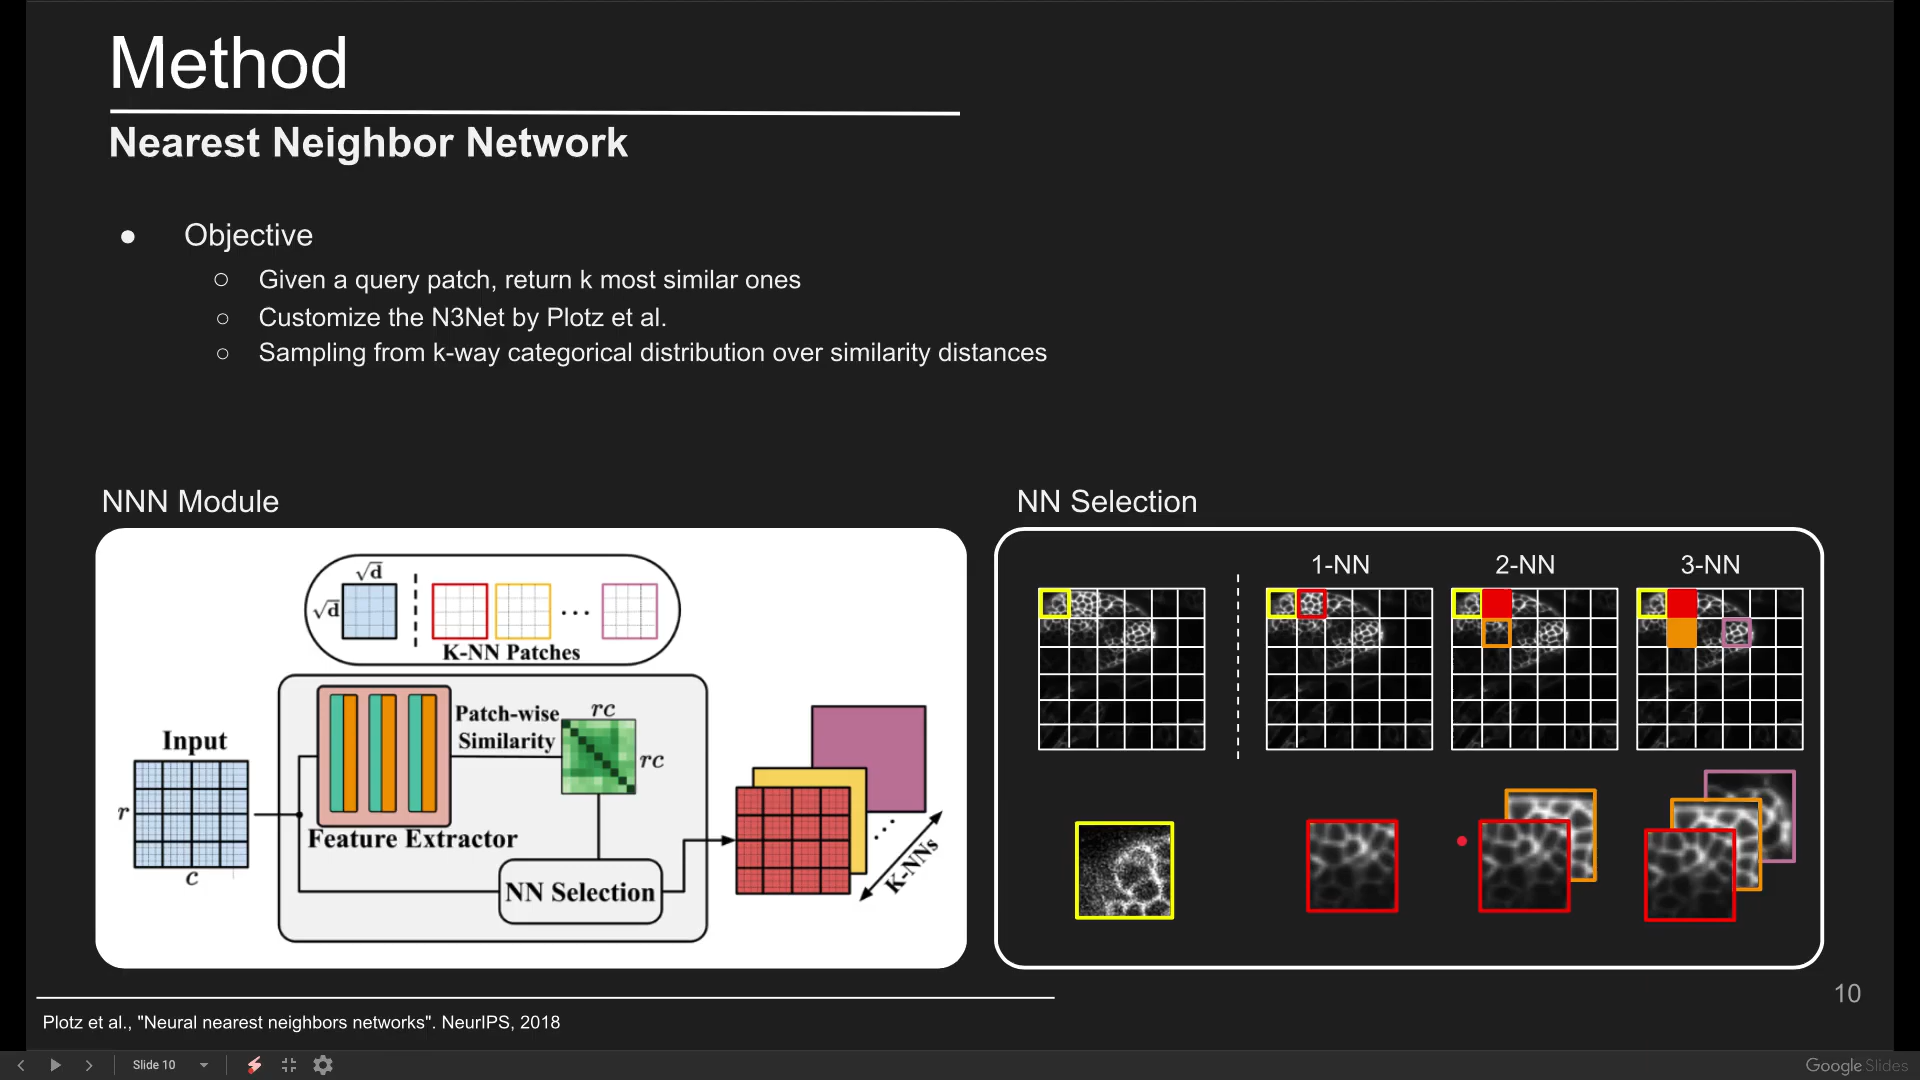 Method
Nearest Neighbor Network
● Objective
○ Given a query patch, return k most similar ones
○ Customize the N3Net by Plotz et al.
○ Sampling from k-way categorical distribution over similarity distances
NNN Module
√d
√d
...
K-NN Patches
Input
r
c
Feature Extractor
Patch-wise
Similarity
rc
rc
NN Selection
...
K-NNs
NN Selection
1-NN 2-NN 3-NN
10
Plotz et al., "Neural nearest neighbors networks". NeurIPS, 2018
Slide 10
Google Slides